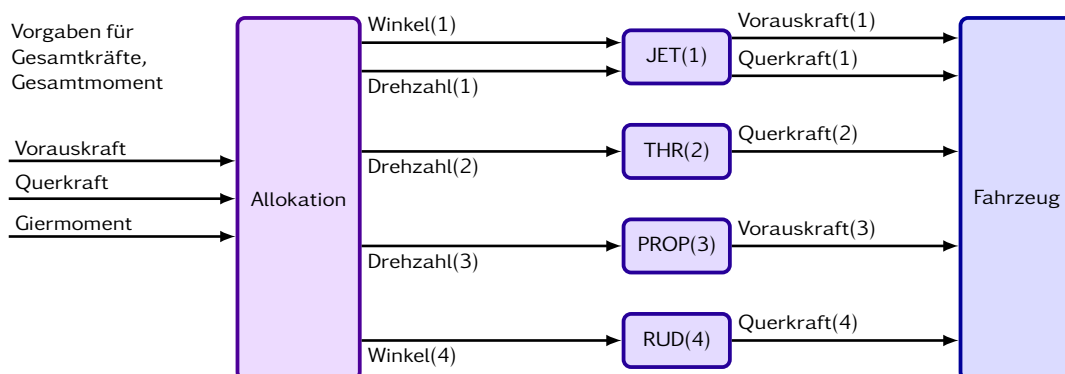 Vorgaben für
Gesamtkräfte,
Gesamtmoment
Vorauskraft
Querkraft
Giermoment
Allokation
Winkel(1)
Drehzahl(1)
Drehzahl(2)
Drehzahl(3)
Winkel(4)
JET(1)
THR(2)
PROP(3)
RUD(4)
Vorauskraft(1)
Querkraft(1)
Querkraft(2)
Vorauskraft(3)
Querkraft(4)
Fahrzeug